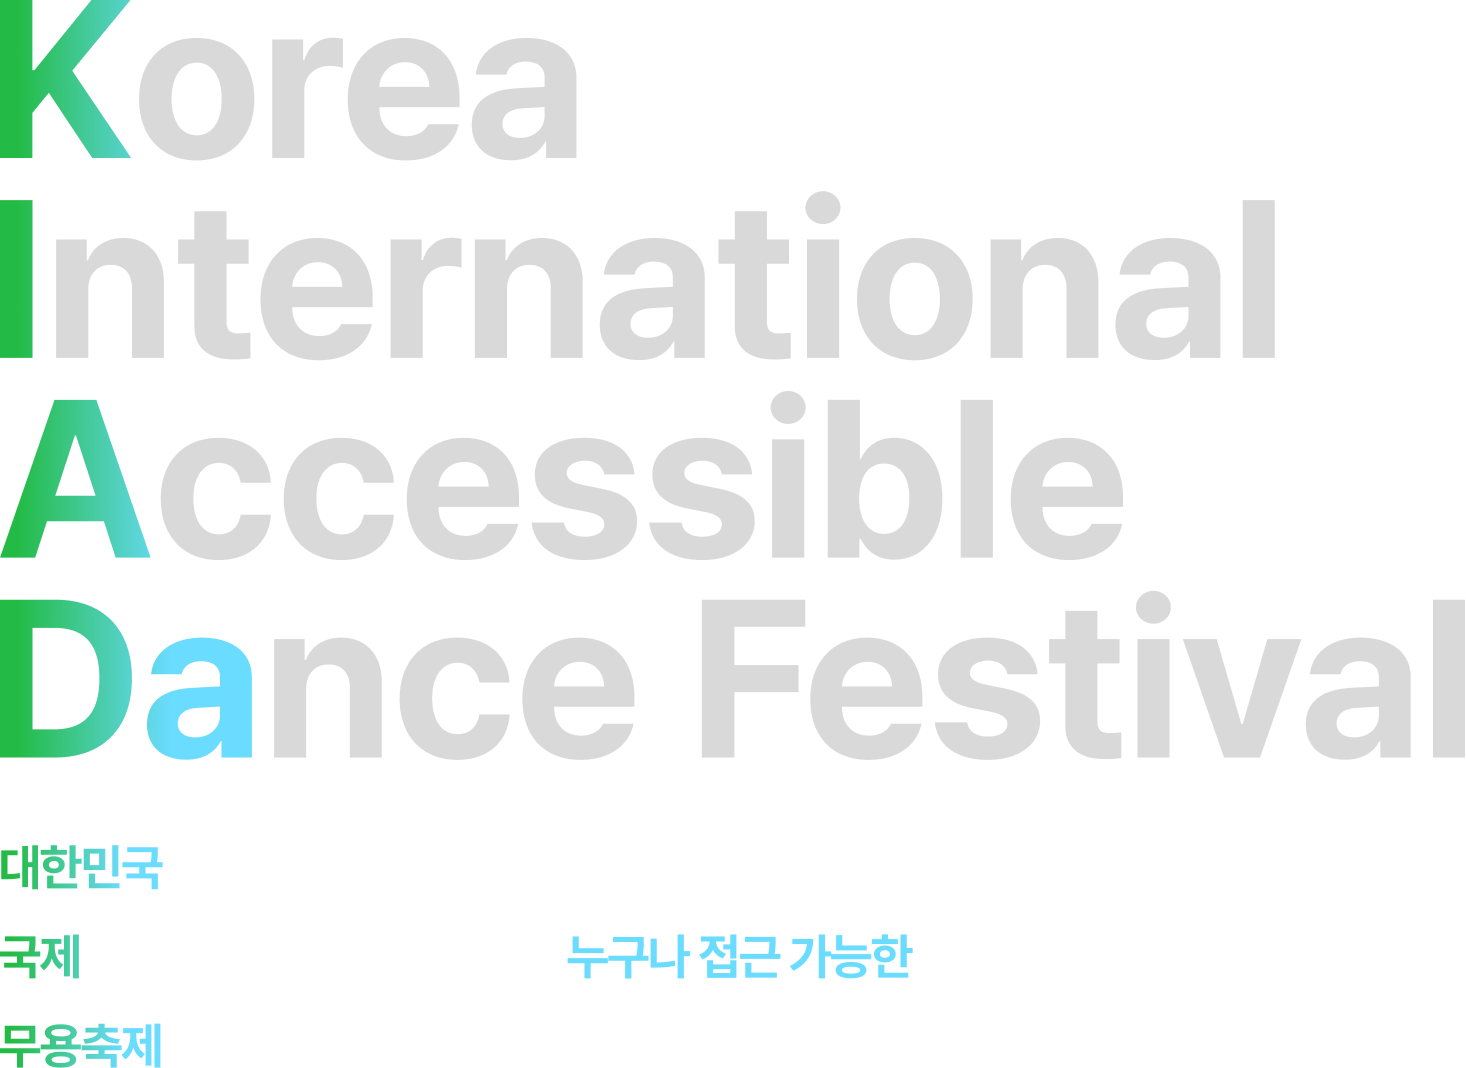 Korea
International
Accessible
Dance Festival
대한민국
국제 누구나 접근 가능한
무용축제